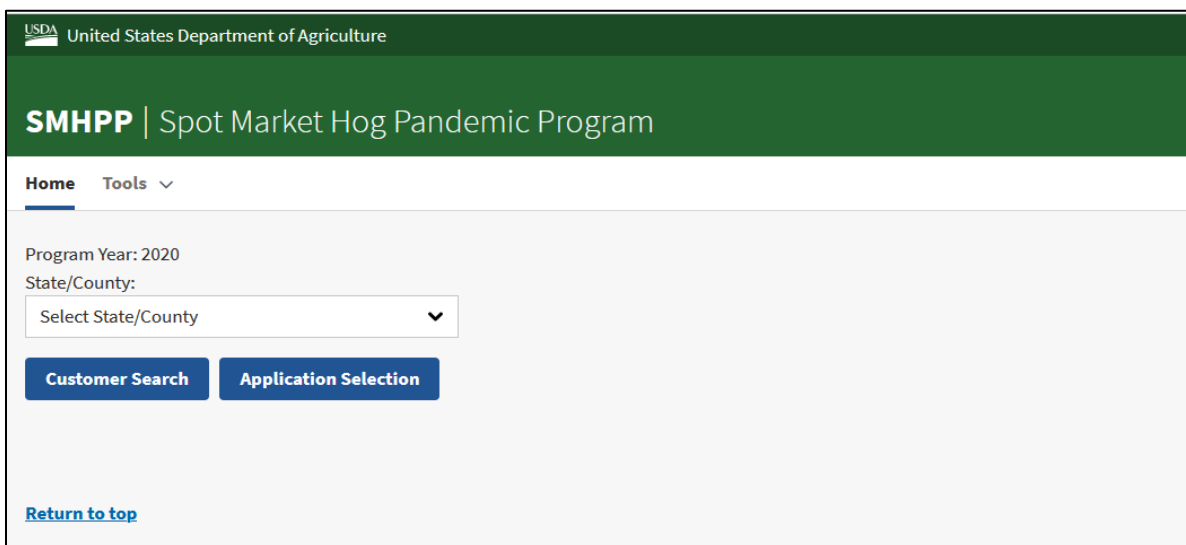 USDA United States Department of Agriculture
SMHPP | Spot Market Hog Pandemic Program
Home Tools
Program Year: 2020
State/County:
Select State/County
Customer Search Application Selection
Return to top